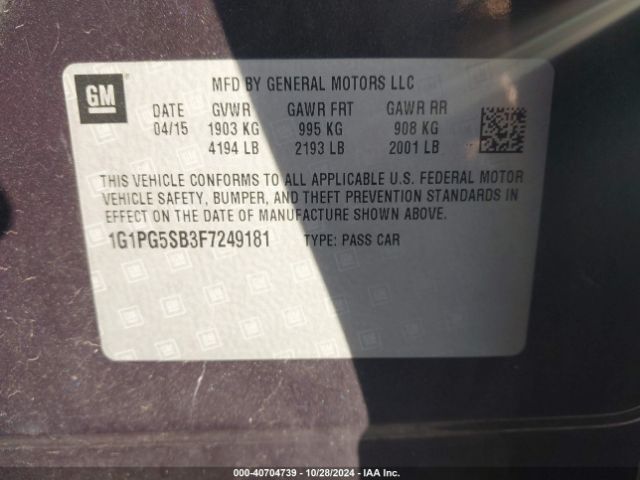 GM
MFD BY GENERAL MOTORS LLC
DATE GVWR GAWR FRT GAWR RR
04/15 1903 KG 995 KG 908 KG
4194 LB 2193 LB 2001 LB
THIS VEHICLE CONFORMS TO ALL APPLICABLE U.S. FEDERAL MOTOR
VEHICLE SAFETY, BUMPER, AND THEFT PREVENTION STANDARDS IN
EFFECT ON THE DATE OF MANUFACTURE SHOWN ABOVE.
1G1PG5SB3F7249181 TYPE: PASS CAR
000-40704739 • 10/28/2024 • IAA Inc.